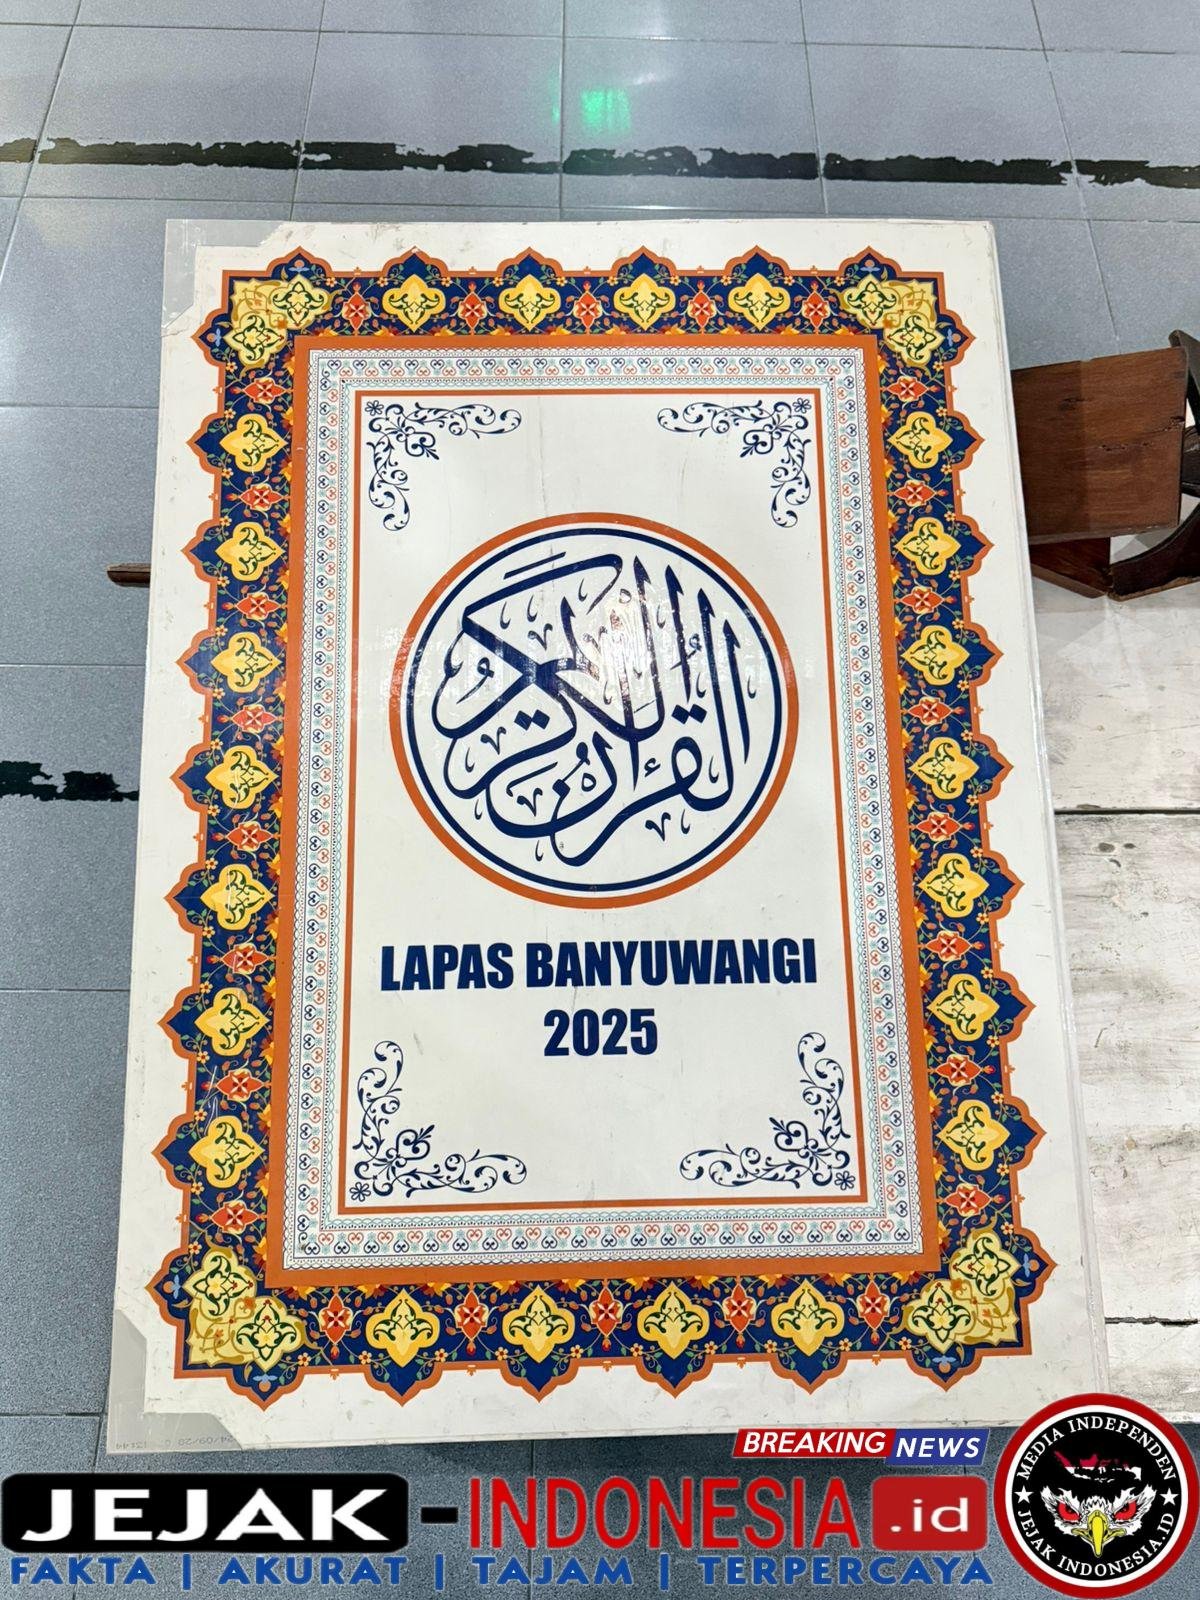 القرآن الكريم
LAPAS BANYUWANGI
2025
BREAKING NEWS
JEJAK-INDONESIA.id
FAKTA | AKURAT | TAJAM | TERPERCAYA
MEDIA INDEPENDEN
JEJAK INDONESIA.ID